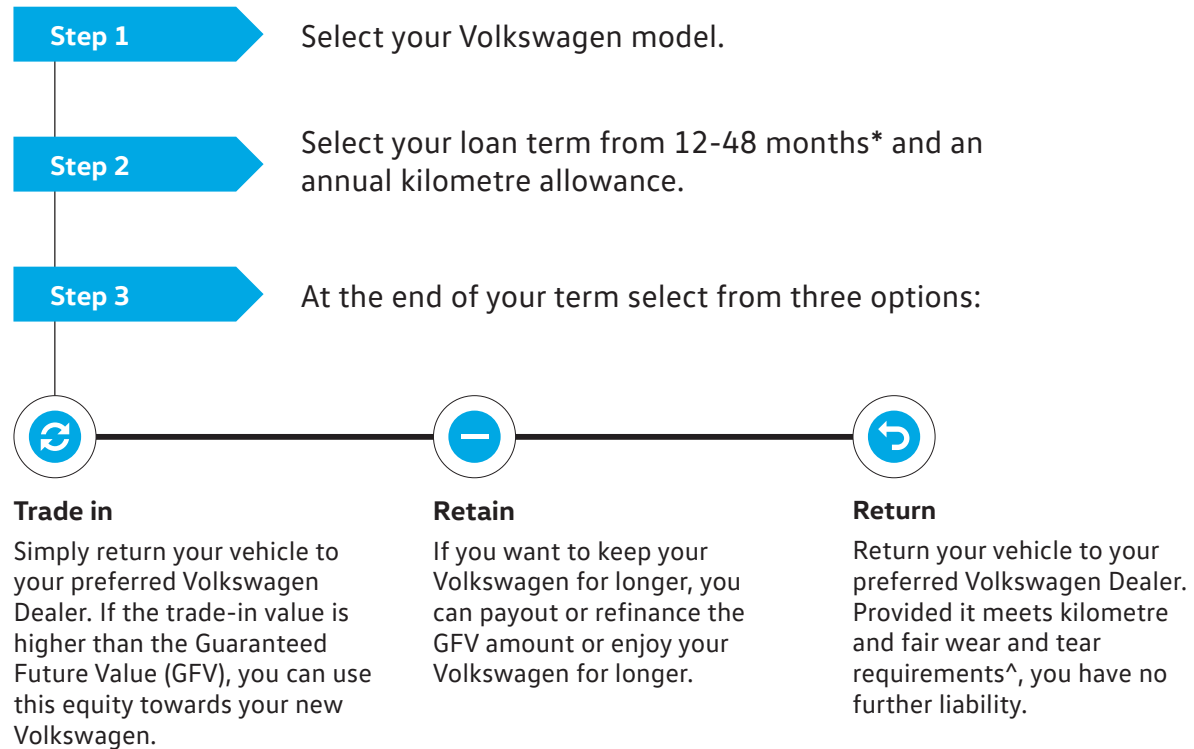 Step 1
Select your Volkswagen model.
Step 2
Select your loan term from 12-48 months* and an
annual kilometre allowance.
Step 3
At the end of your term select from three options:
Trade in
Simply return your vehicle to
your preferred Volkswagen
Dealer. If the trade-in value is
higher than the Guaranteed
Future Value (GFV), you can use
this equity towards your new
Volkswagen.
Retain
If you want to keep your
Volkswagen for longer, you
can payout or refinance the
GFV amount or enjoy your
Volkswagen for longer.
Return
Return your vehicle to your
preferred Volkswagen Dealer.
Provided it meets kilometre
and fair wear and tear
requirements^, you have no
further liability.